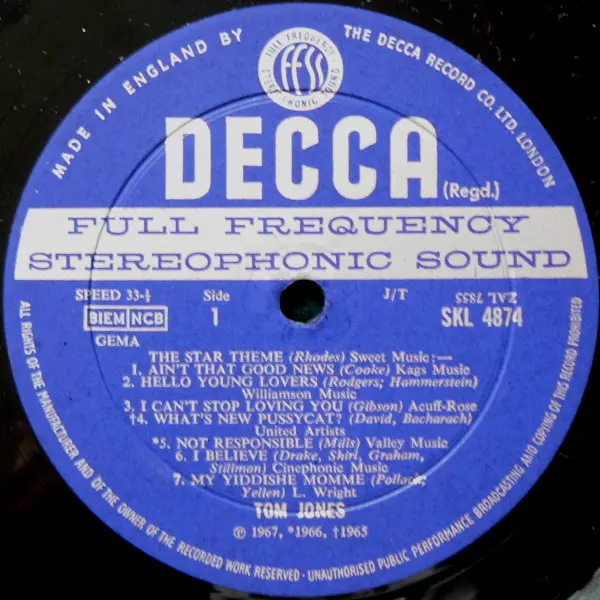 MADE IN ENGLAND BY
THE DECCA RECORD CO. LTD. LONDON
FULL FREQUENCY
FFSS
STEREOPHONIC SOUND
DECCA
(Regd.)
FULL FREQUENCY
STEREOPHONIC SOUND
SPEED 33-⅓
Side
J/T
ZAL 7855
BIEM NCB
1
SKL 4874
GEMA
THE STAR THEME (Rhodes) Sweet Music:—
1. AIN'T THAT GOOD NEWS (Cooke) Kags Music
2. HELLO YOUNG LOVERS (Rodgers; Hammerstein)
Williamson Music
3. I CAN'T STOP LOVING YOU (Gibson) Acuff-Rose
†4. WHAT'S NEW PUSSYCAT? (David, Bacharach)
United Artists
*5. NOT RESPONSIBLE (Mills) Valley Music
6. I BELIEVE (Drake, Shirl, Graham,
Stillman) Cinephonic Music
7. MY YIDDISHE MOMME (Pollock;
Yellen) L. Wright
TOM JONES
℗ 1967, *1966, †1965
ALL RIGHTS OF THE MANUFACTURER AND OF THE OWNER OF THE RECORDED WORK RESERVED · UNAUTHORISED PUBLIC PERFORMANCE BROADCASTING AND COPYING OF THIS RECORD PROHIBITED